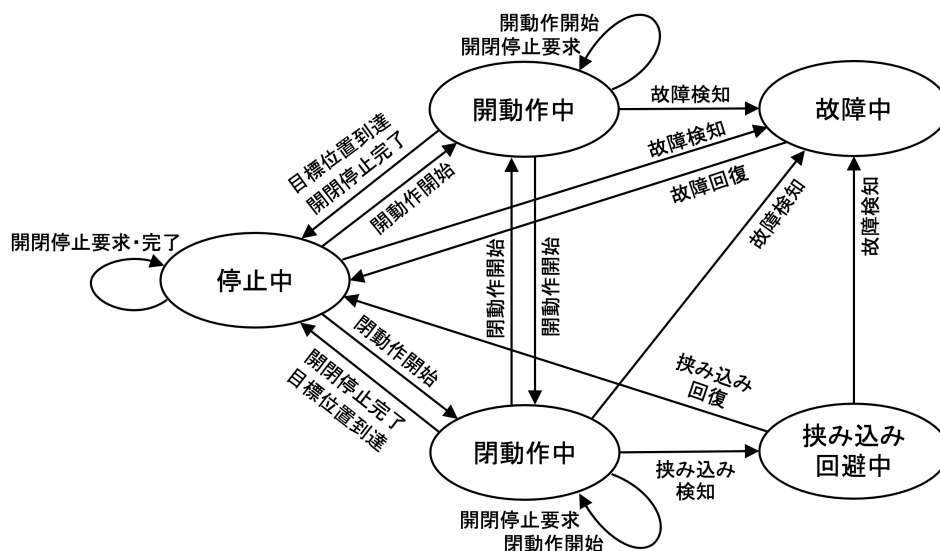 開動作開始
開閉停止要求
開動作中
故障検知
故障中
目標位置到達
開閉停止完了
開動作開始
故障検知
故障回復
開閉停止要求・完了
停止中
閉動作開始
開動作開始
故障検知
故障検知
閉動作開始
開閉停止完了
目標位置到達
挟み込み
回復
閉動作中
挟み込み
検知
挟み込み
回避中
開閉停止要求
閉動作開始